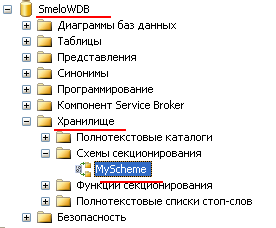 SmeloWDB
Диаграммы баз данных
Таблицы
Представления
Синонимы
Программирование
Компонент Service Broker
Хранилище
Полнотекстовые каталоги
Схемы секционирования
MyScheme
Функции секционирования
Полнотекстовые списки стоп-слов
Безопасность